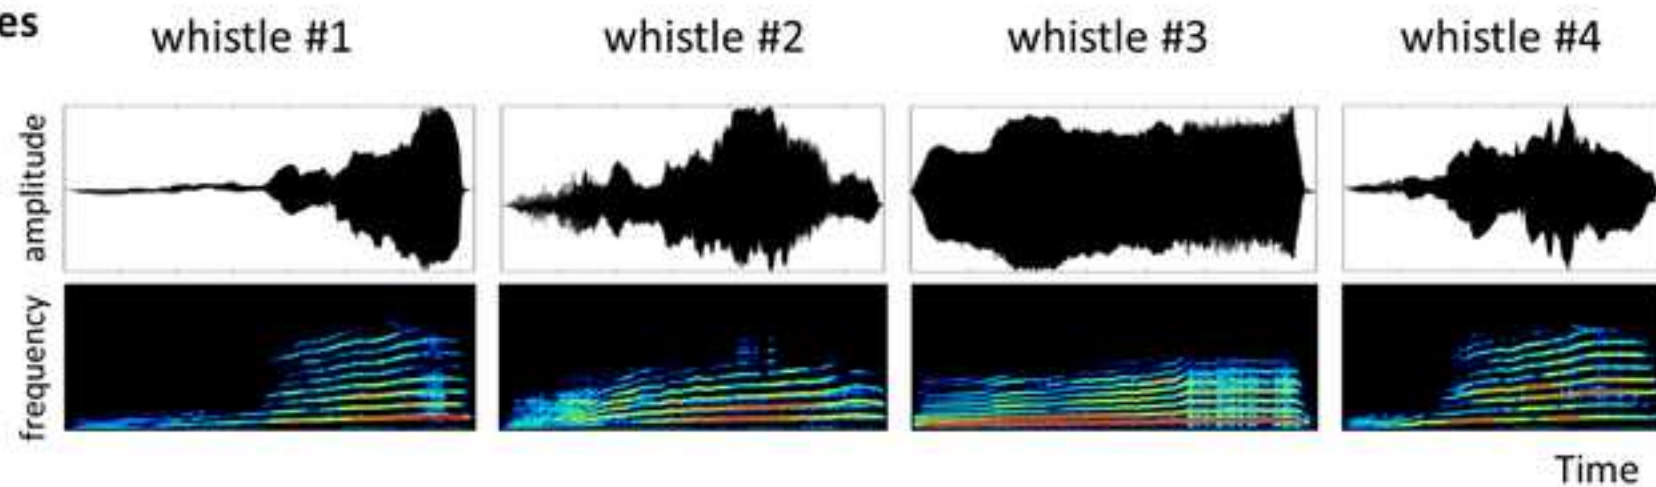 es
whistle #1
whistle #2
whistle #3
whistle #4
amplitude
frequency
Time